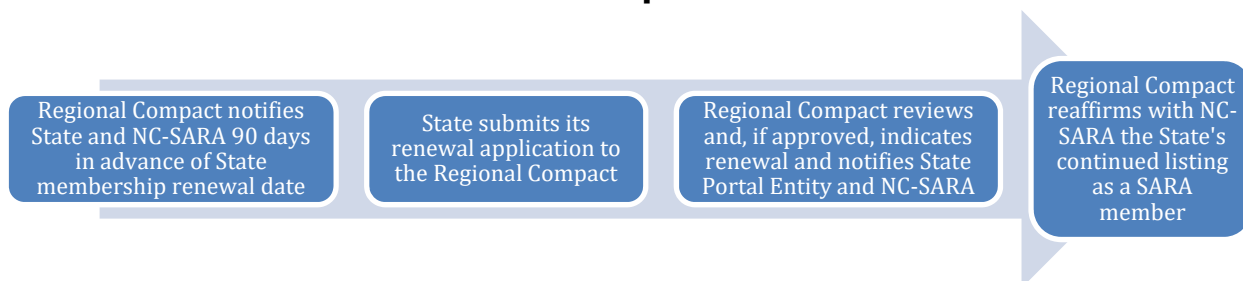 Regional Compact notifies
State and NC-SARA 90 days
in advance of State
membership renewal date
State submits its
renewal application to
the Regional Compact
Regional Compact reviews
and, if approved, indicates
renewal and notifies State
Portal Entity and NC-SARA
Regional Compact
reaffirms with NC-
SARA the State's
continued listing
as a SARA
member